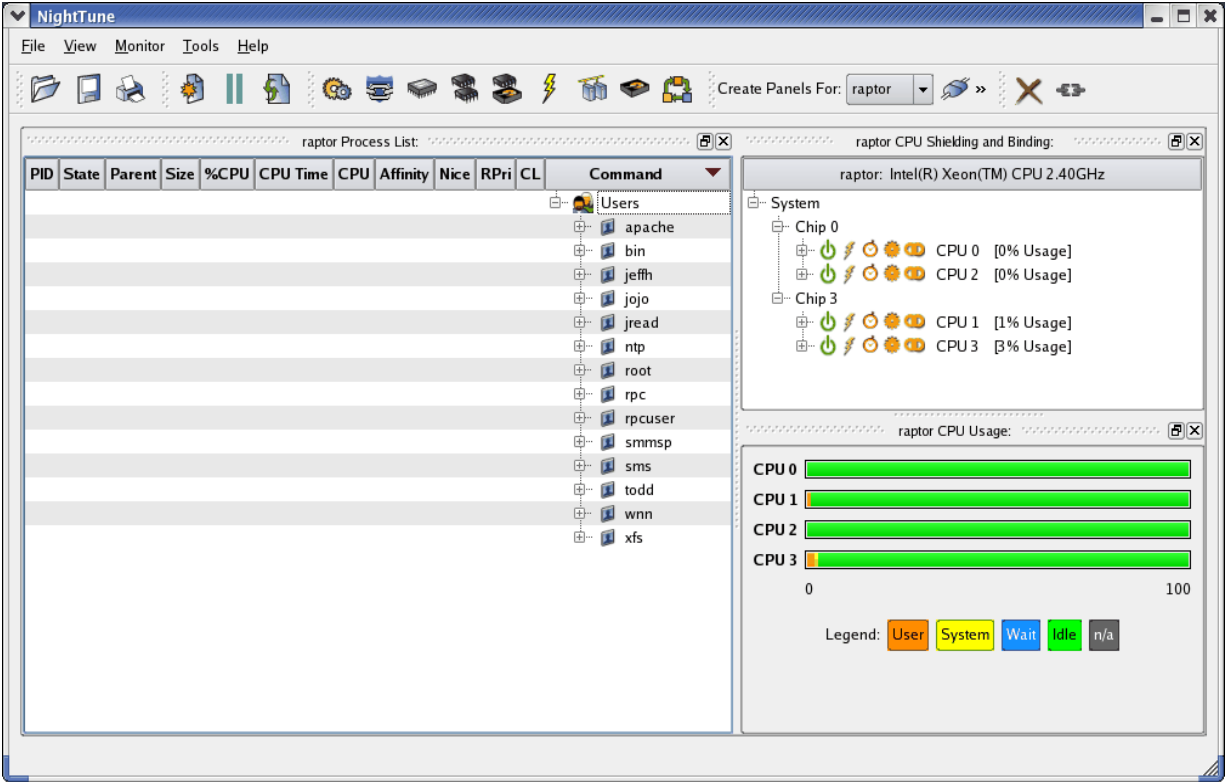 NightTune
File View Monitor Tools Help
Create Panels For: raptor »
raptor Process List:
PID State Parent Size %CPU CPU Time CPU Affinity Nice RPri CL Command
Users
apache
bin
jeffh
jojo
jread
ntp
root
rpc
rpcuser
smmsp
sms
todd
wnn
xfs
raptor CPU Shielding and Binding:
raptor: Intel(R) Xeon(TM) CPU 2.40GHz
System
Chip 0
CPU 0 [0% Usage]
CPU 2 [0% Usage]
Chip 3
CPU 1 [1% Usage]
CPU 3 [3% Usage]
raptor CPU Usage:
CPU 0
CPU 1
CPU 2
CPU 3
0 100
Legend: User System Wait Idle n/a